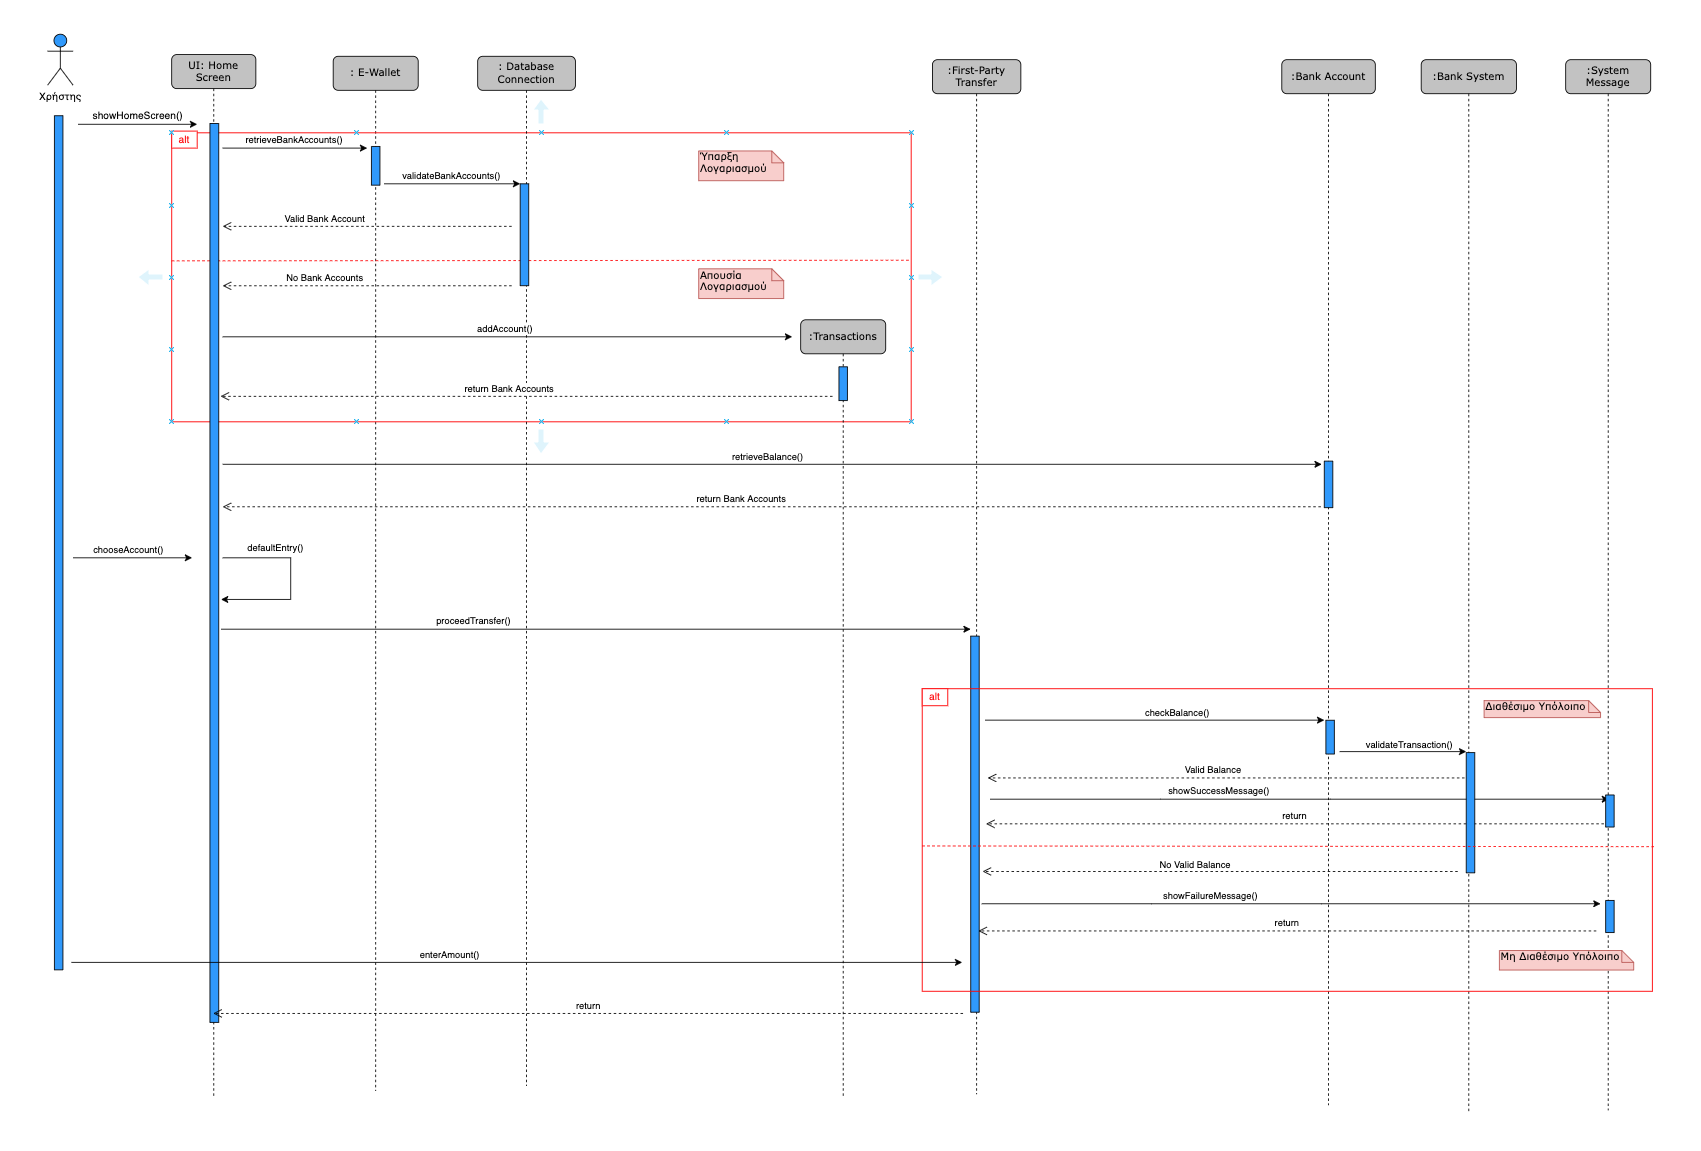 Χρήστης
UI: Home
Screen
: E-Wallet
: Database
Connection
:First-Party
Transfer
:Bank Account
:Bank System
:System
Message
showHomeScreen()
alt
retrieveBankAccounts()
Ύπαρξη
Λογαριασμού
validateBankAccounts()
Valid Bank Account
No Bank Accounts
Απουσία
Λογαριασμού
addAccount()
:Transactions
return Bank Accounts
retrieveBalance()
return Bank Accounts
chooseAccount()
defaultEntry()
proceedTransfer()
alt
Διαθέσιμο Υπόλοιπο
checkBalance()
validateTransaction()
Valid Balance
showSuccessMessage()
return
No Valid Balance
showFailureMessage()
return
enterAmount()
Μη Διαθέσιμο Υπόλοιπο
return